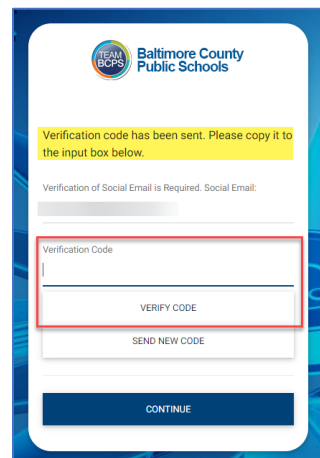 TEAM
BCPS
Baltimore County
Public Schools
Verification code has been sent. Please copy it to
the input box below.
Verification of Social Email is Required. Social Email:
Verification Code
VERIFY CODE
SEND NEW CODE
CONTINUE